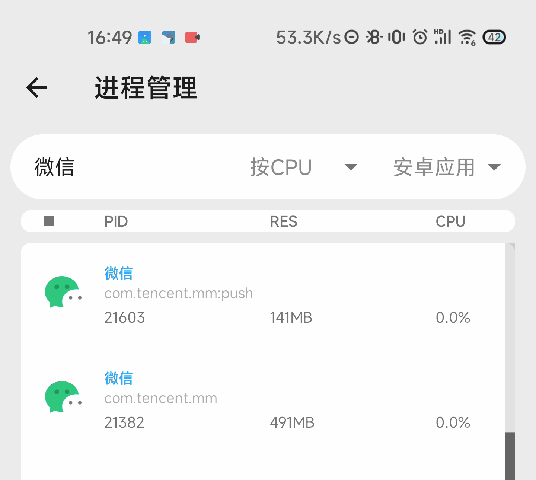 16:49 53.3K/s HD 6 42
进程管理
微信 按CPU 安卓应用
PID RES CPU
微信
com.tencent.mm:push
21603 141MB 0.0%
微信
com.tencent.mm
21382 491MB 0.0%